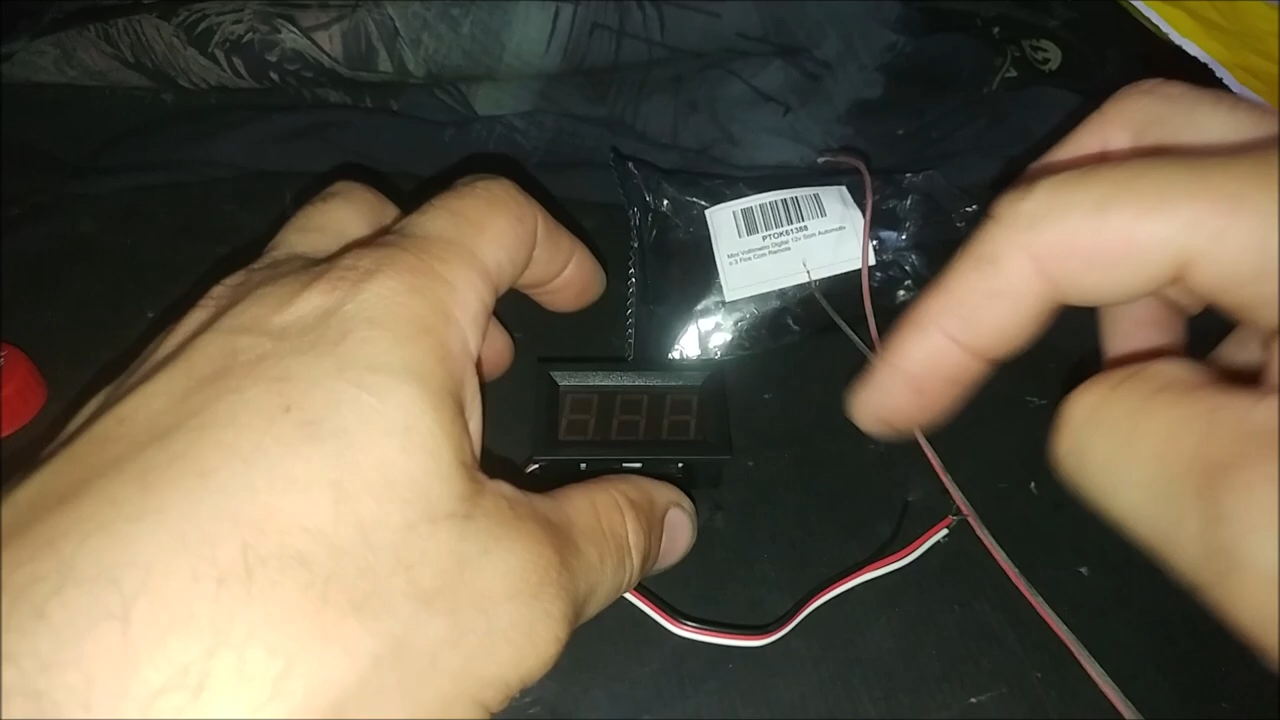 PTOK61388
Mini Voltímetro Digital 12v Som Automotiv
o 3 Fios Com Remote